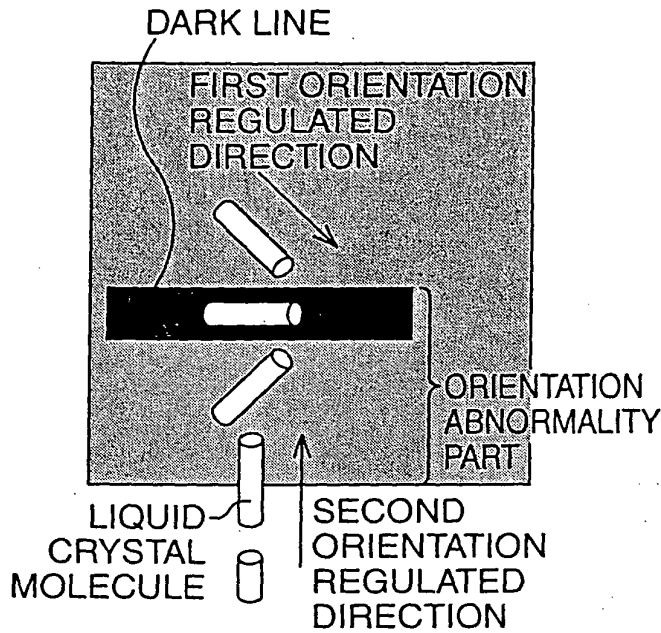 DARK LINE
FIRST ORIENTATION
REGULATED
DIRECTION
ORIENTATION
ABNORMALITY
PART
LIQUID
CRYSTAL
MOLECULE
SECOND
ORIENTATION
REGULATED
DIRECTION